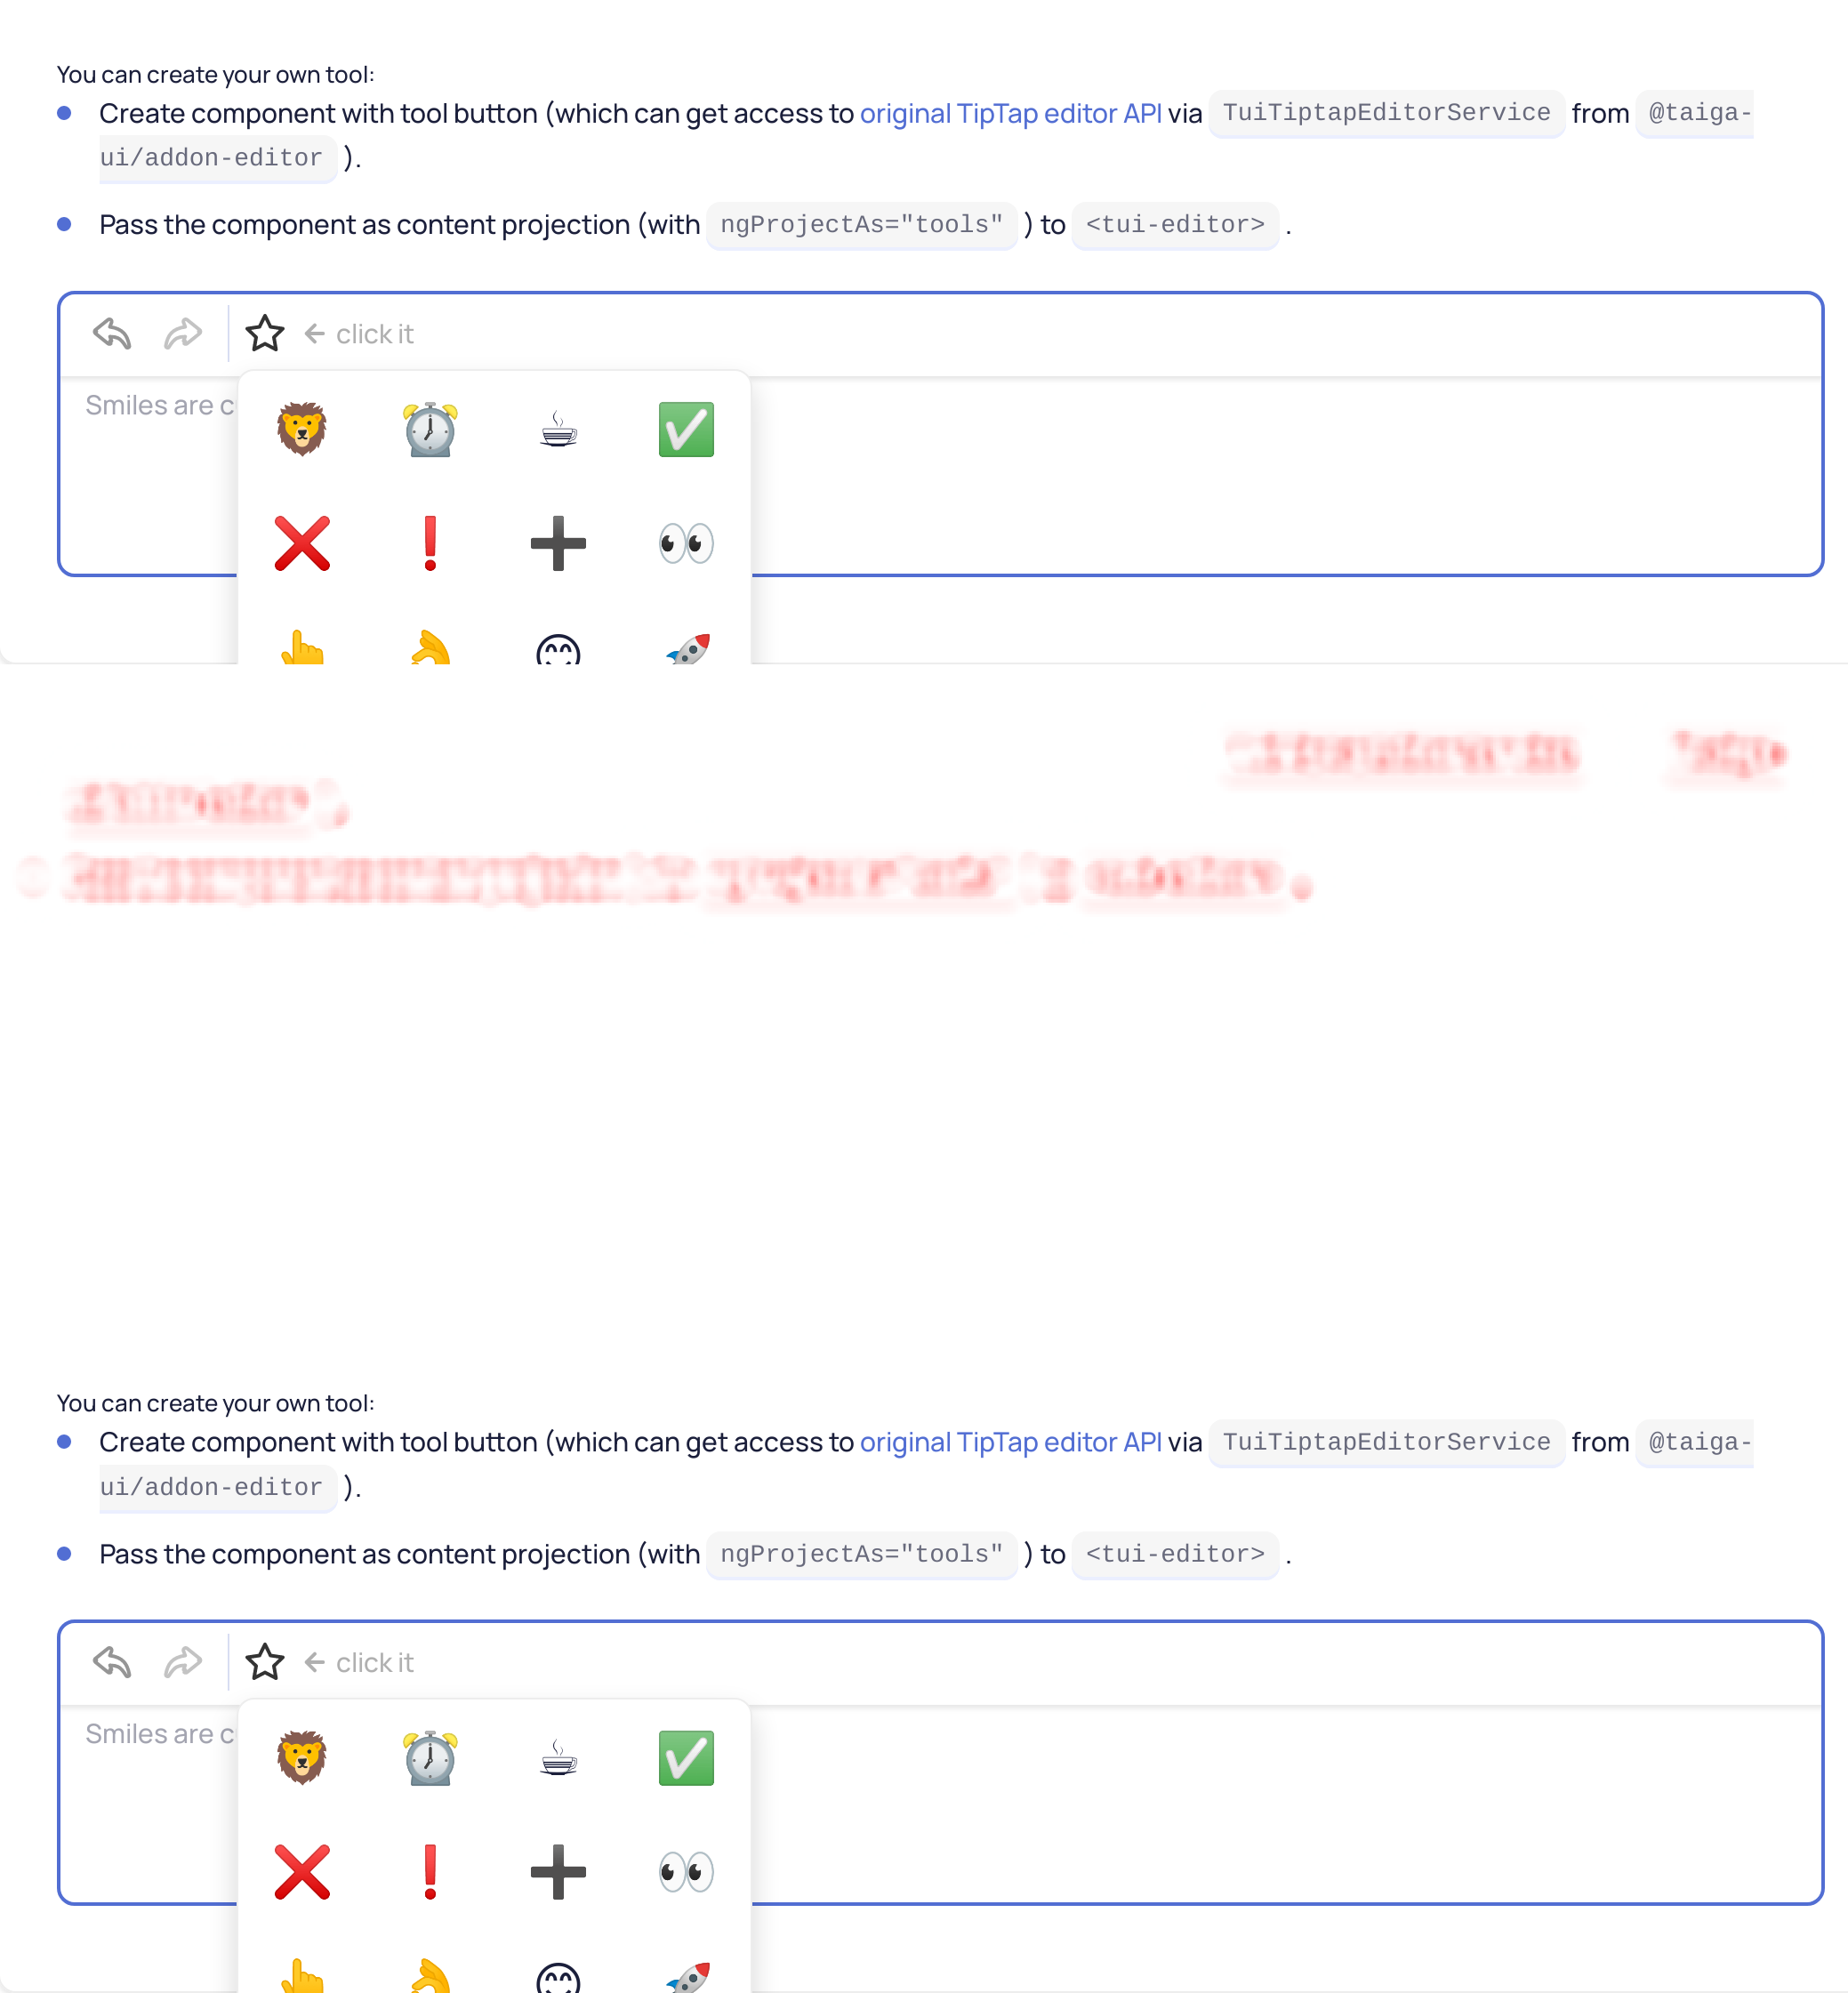 You can create your own tool:
Create component with tool button (which can get access to original TipTap editor API via TuiTiptapEditorService from @taiga-
ui/addon-editor ).
Pass the component as content projection (with ngProjectAs="tools" ) to <tui-editor> .
click it
Smiles are c
You can create your own tool:
Create component with tool button (which can get access to original TipTap editor API via TuiTiptapEditorService from @taiga-
ui/addon-editor ).
Pass the component as content projection (with ngProjectAs="tools" ) to <tui-editor> .
click it
Smiles are c